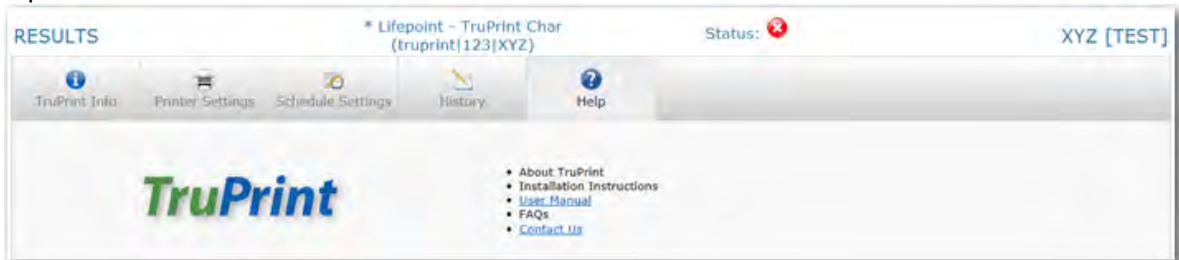 RESULTS
* Lifepoint - TruPrint Char
(truprint|123|XYZ)
Status:
XYZ [TEST]
TruPrint Info
Printer Settings
Schedule Settings
History
Help
TruPrint
• About TruPrint
• Installation Instructions
• User Manual
• FAQs
• Contact Us